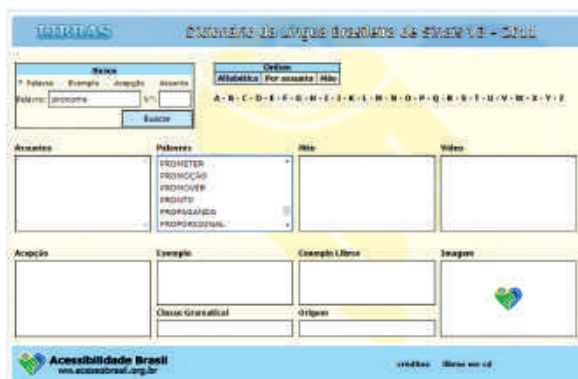 LIBRAS
Dicionário da Língua Brasileira de Sinais V3 - 2011
Busca
Palavra Exemplo Acepção Assunto
Palavra: pronome Nº:
Buscar
Ordem
Alfabética Por assunto Mão
A - B - C - D - E - F - G - H - I - J - K - L - M - N - O - P - Q - R - S - T - U - V - W - X - Y - Z
Assuntos Palavras Mão Vídeo
PROMETER
PROMOÇÃO
PROMOVER
PRONTO
PROPAGANDA
PROPORCIONAL
Acepção Exemplo Exemplo Libras Imagem
Classe Gramatical Origem
Acessibilidade Brasil
www.acessobrasil.org.br
créditos libras em cd